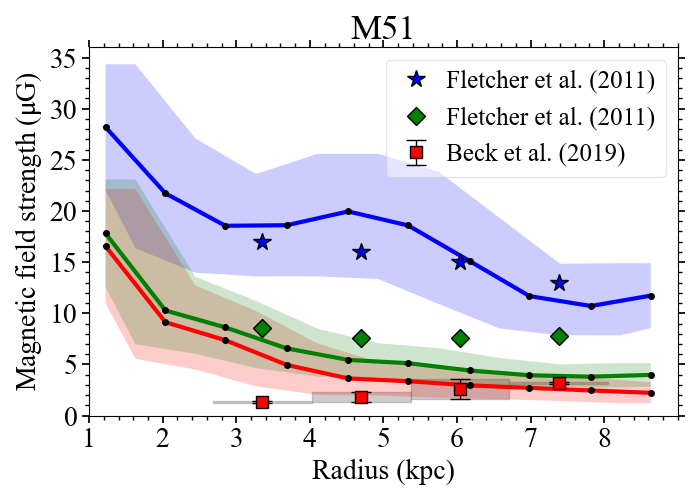 M51
Magnetic field strength (μG)
35
30
25
20
15
10
5
0
Fletcher et al. (2011)
Fletcher et al. (2011)
Beck et al. (2019)
1 2 3 4 5 6 7 8
Radius (kpc)